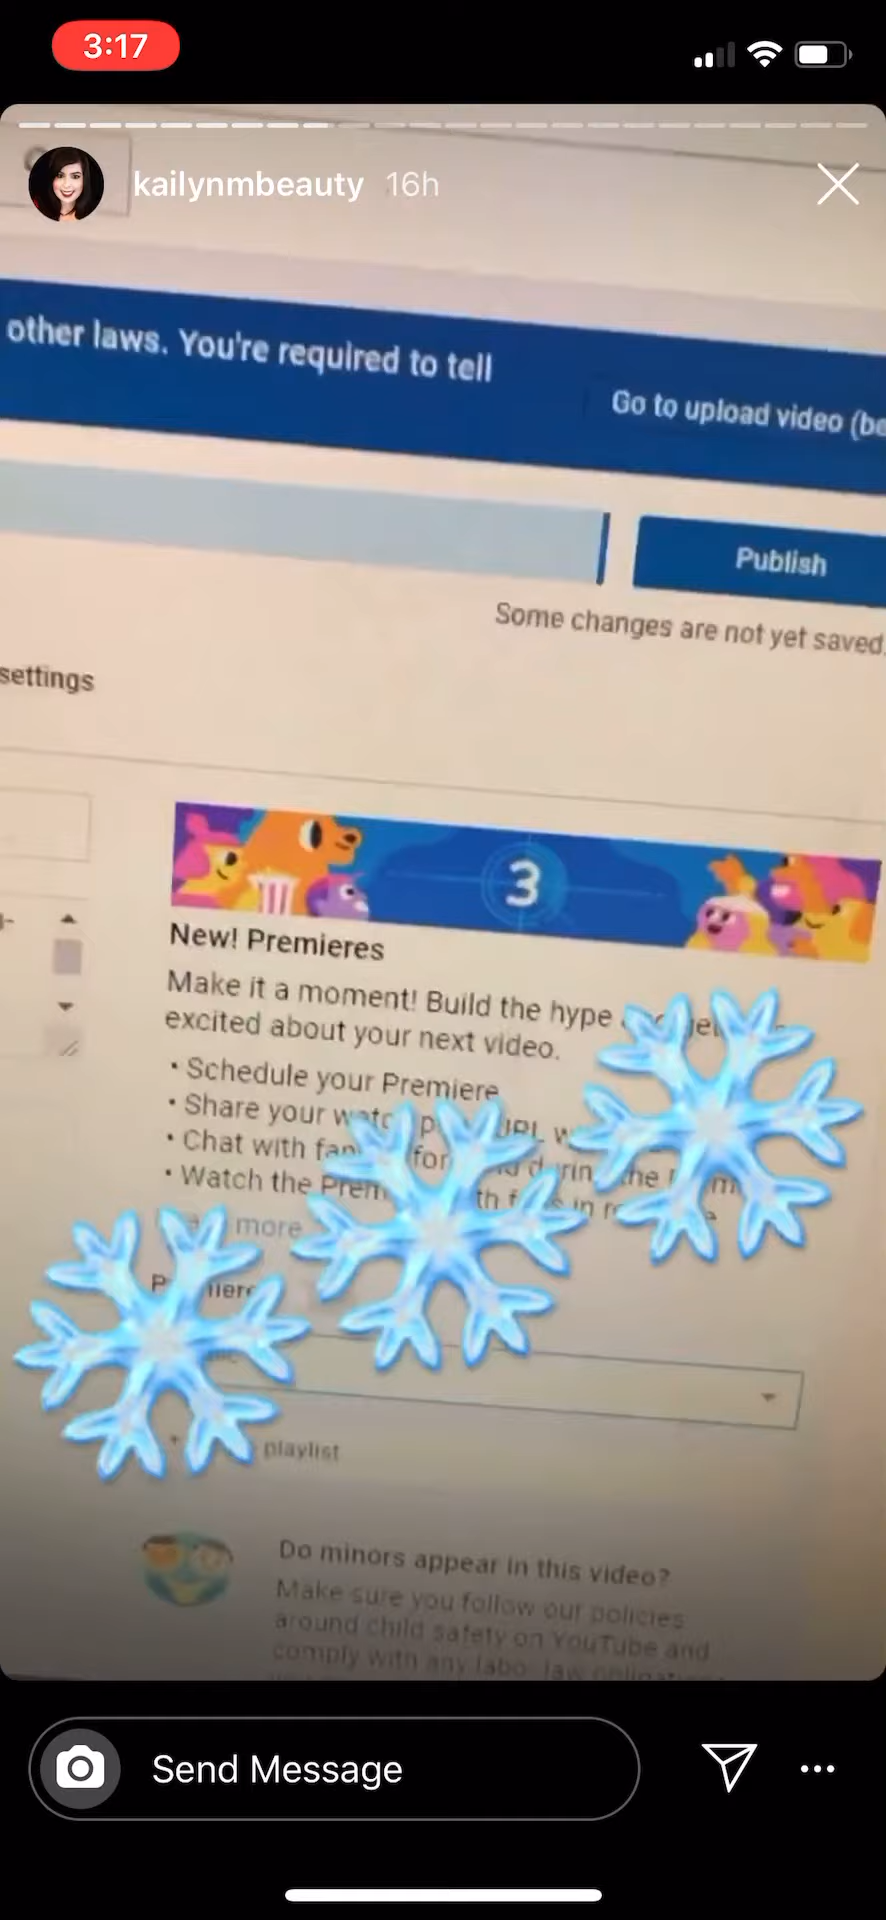 3:17
kailynmbeauty 16h
other laws. You're required to tell
Go to upload video (be
Publish
Some changes are not yet saved.
settings
3
New! Premieres
Make it a moment! Build the hype
excited about your next video.
• Schedule your Premiere
• Share your
• Chat with
• Watch the
more
playlist
Do minors appear in this video?
Make sure you follow our policies
around child safety on YouTube and
comply with any labor law
Send Message